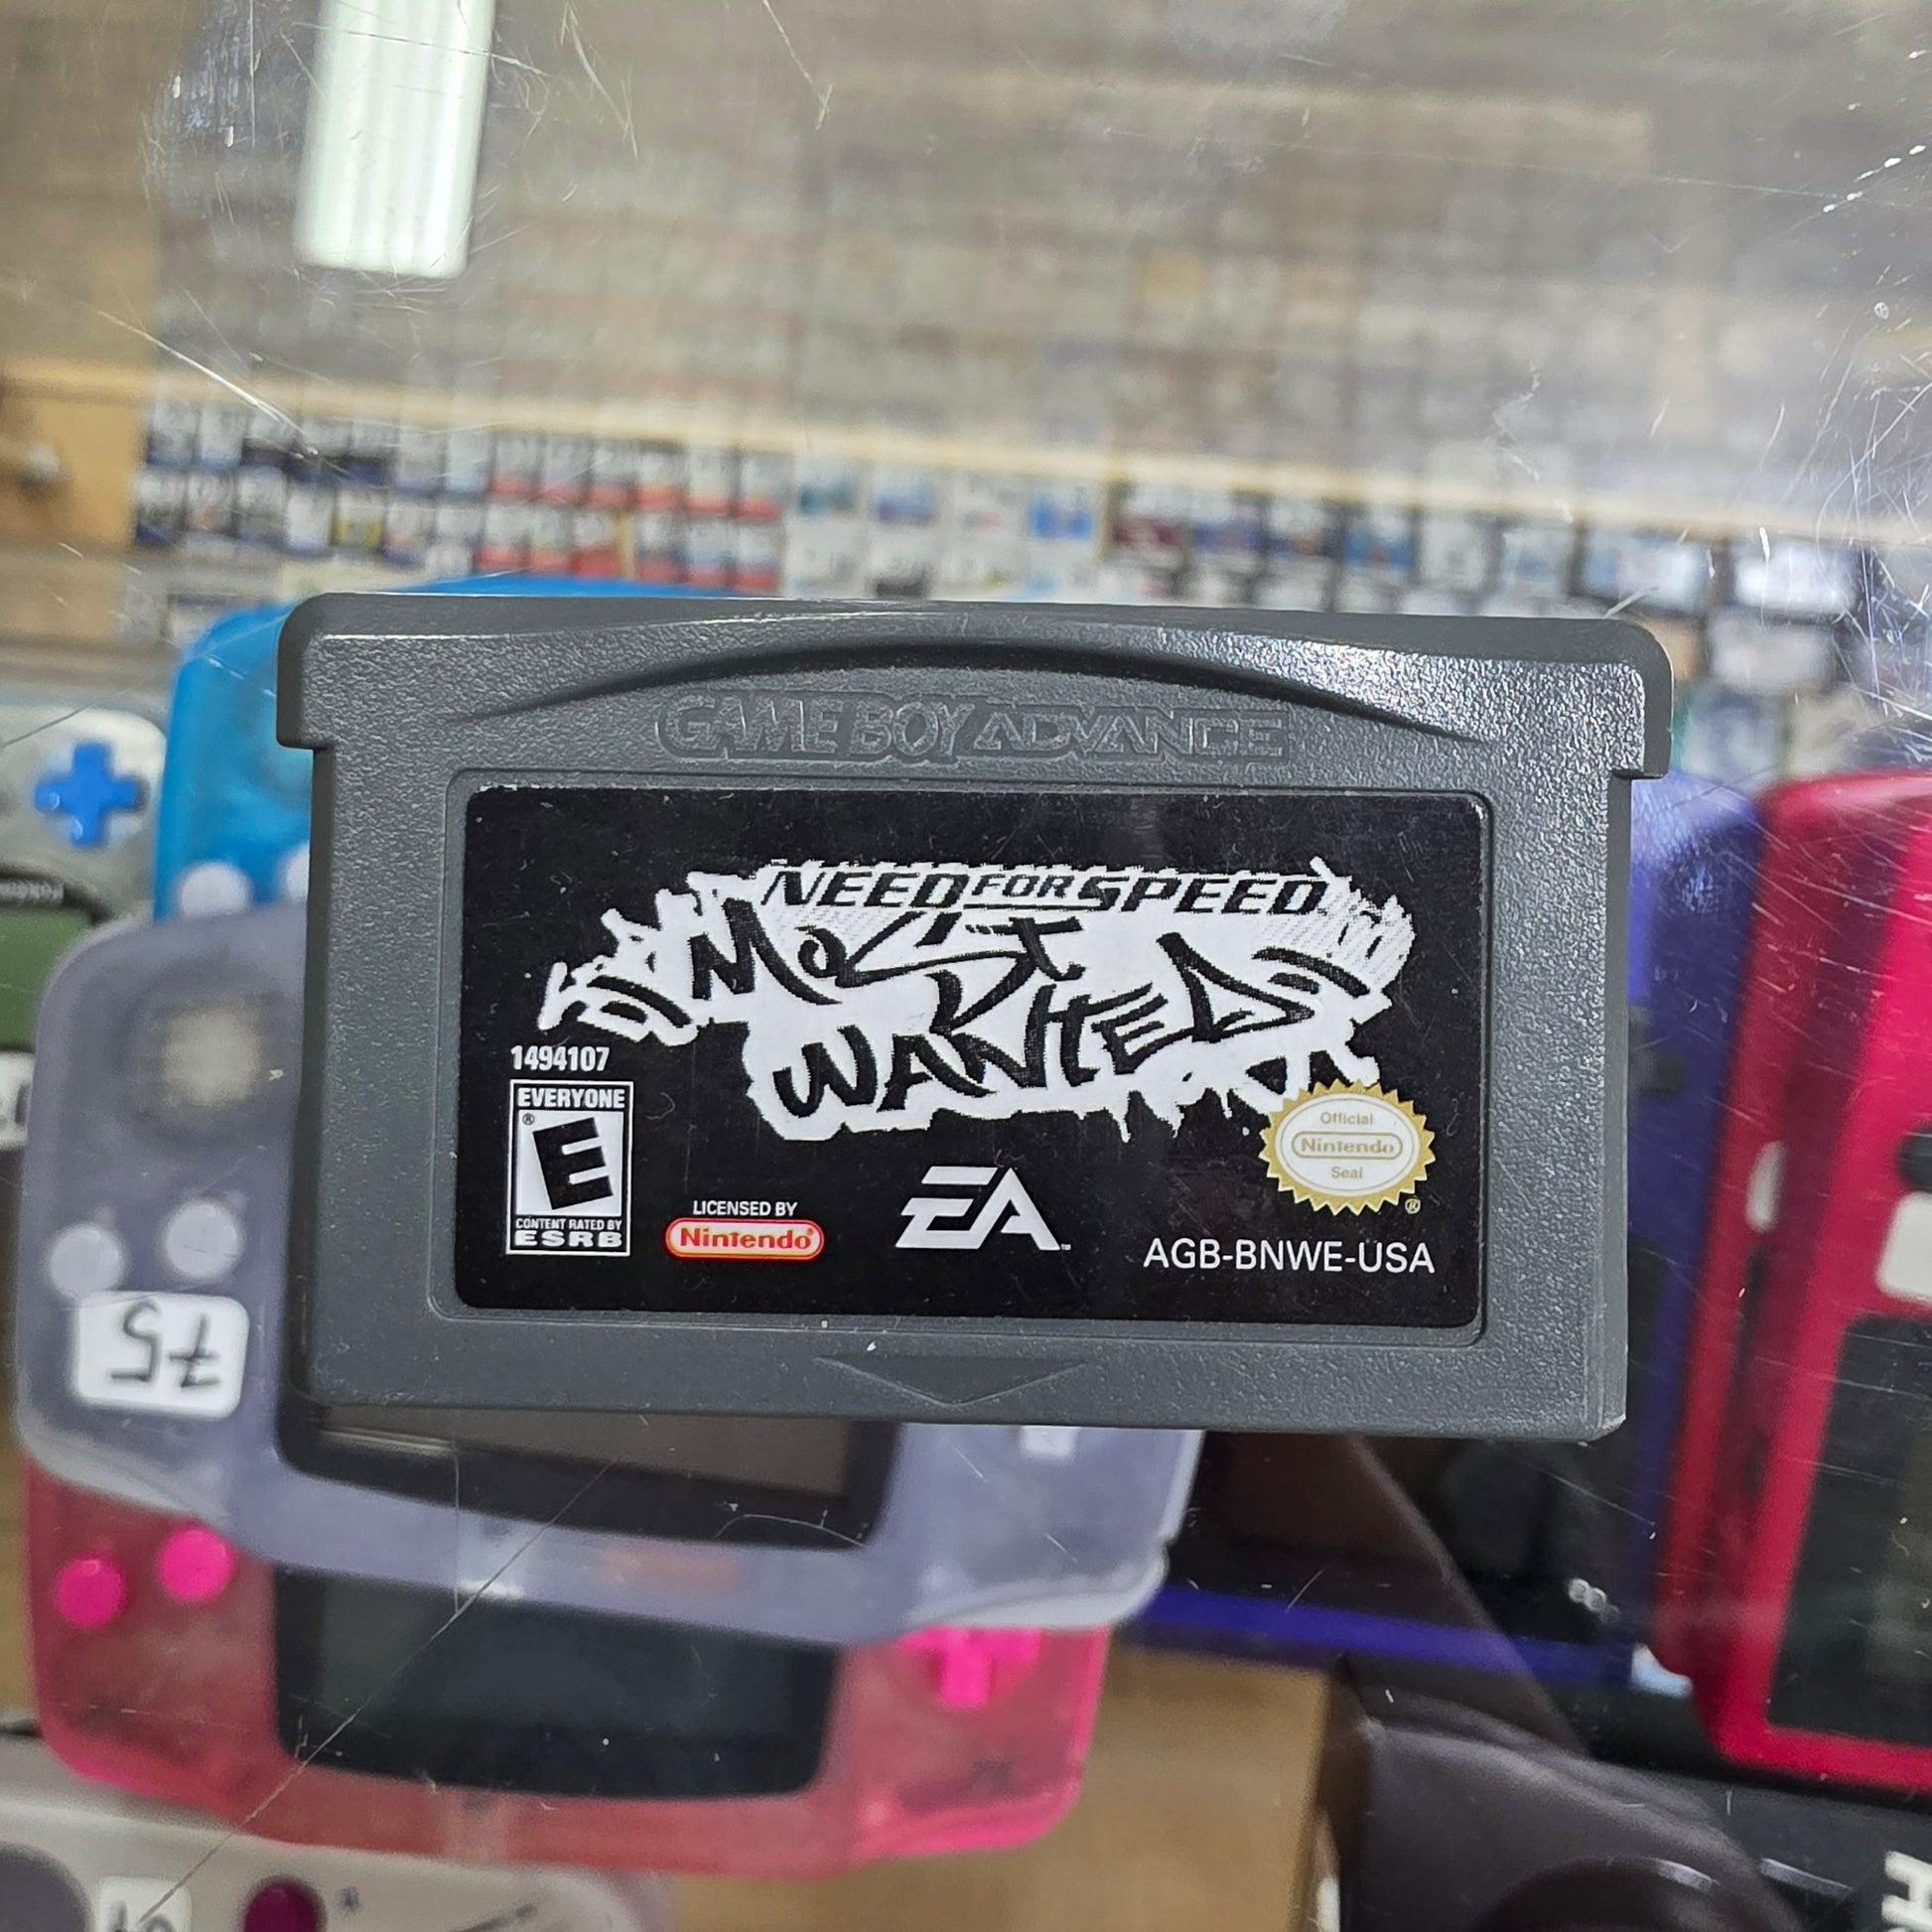 GAME BOY ADVANCE
NEED FOR SPEED
MOST
WANTED
1494107
EVERYONE
E
®
CONTENT RATED BY
ESRB
LICENSED BY
Nintendo®
EA™
Official
Nintendo
Seal
®
AGB-BNWE-USA
75